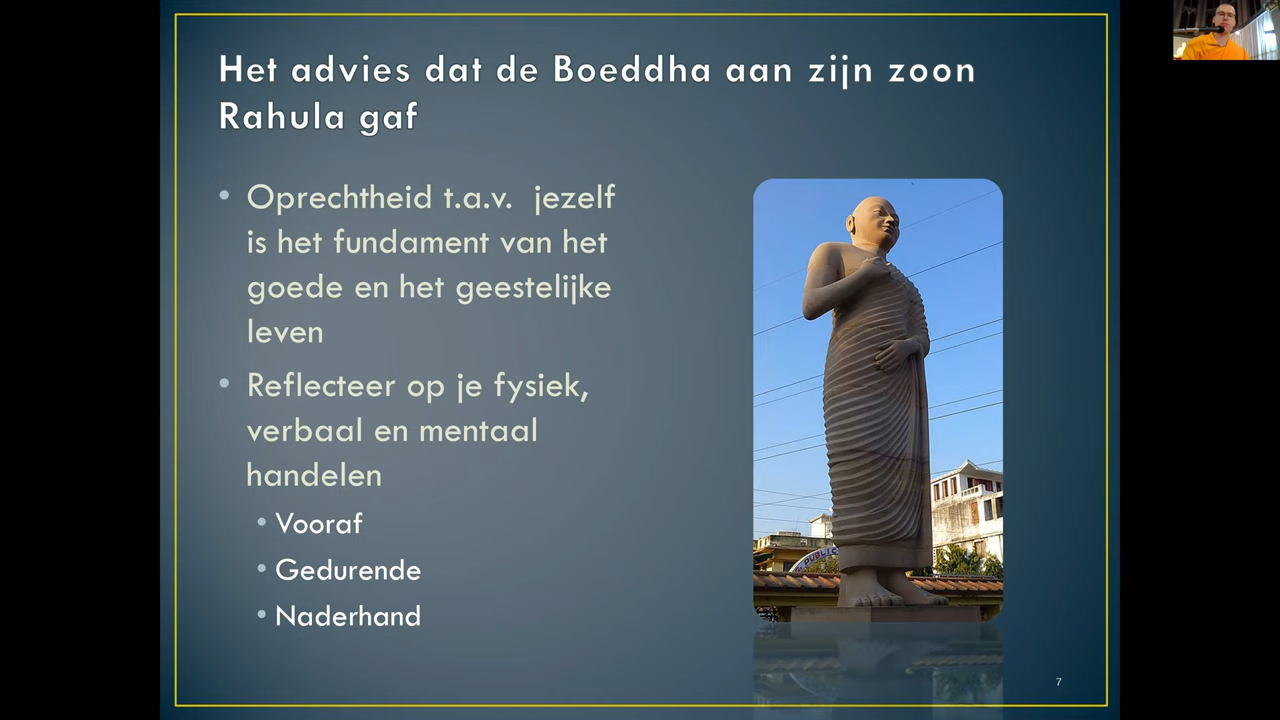 Het advies dat de Boeddha aan zijn zoon
Rahula gaf
• Oprechtheid t.a.v. jezelf
is het fundament van het
goede en het geestelijke
leven
• Reflecteer op je fysiek,
verbaal en mentaal
handelen
• Vooraf
• Gedurende
• Naderhand
PUBLIC
7